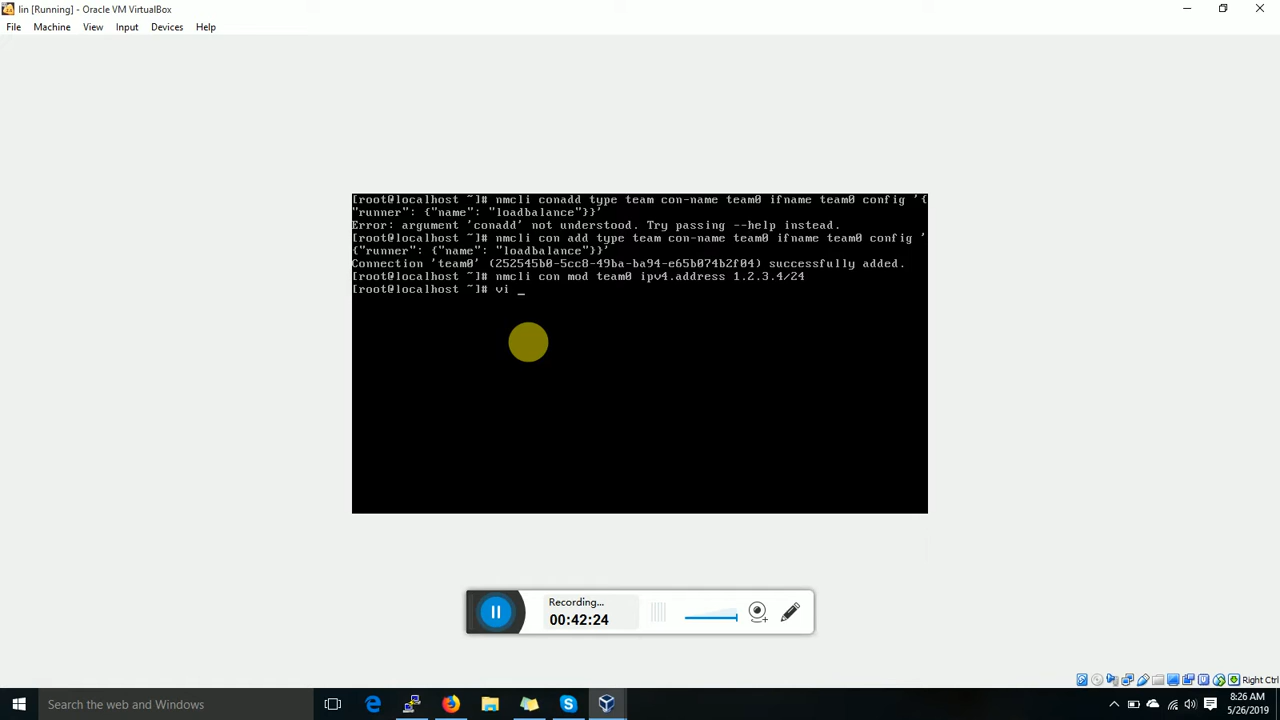 lin [Running] - Oracle VM VirtualBox
File Machine View Input Devices Help
[root@localhost ~]# nmcli conadd type team con-name team0 ifname team0 config '{
"runner": {"name": "loadbalance"}}'
Error: argument 'conadd' not understood. Try passing --help instead.
[root@localhost ~]# nmcli con add type team con-name team0 ifname team0 config '
{"runner": {"name": "loadbalance"}}'
Connection 'team0' (252545b0-5cc8-49ba-ba94-e65b074b2f04) successfully added.
[root@localhost ~]# nmcli con mod team0 ipv4.address 1.2.3.4/24
[root@localhost ~]# vi _
Recording...
00:42:24
Right Ctrl
Search the web and Windows
8:26 AM
5/26/2019